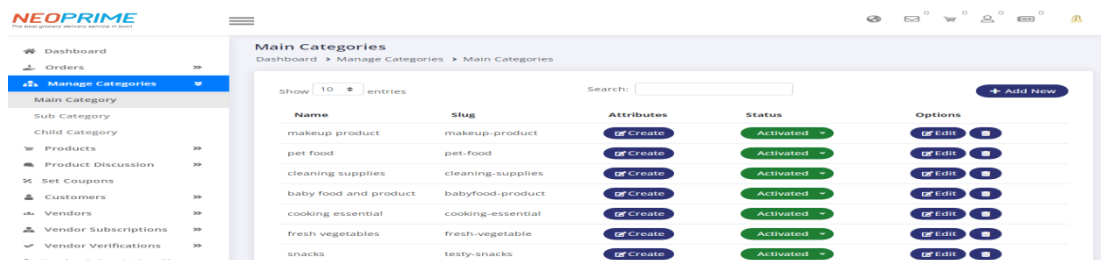 NEOPRIME
The best grocery delivery service in town
0 0 0 0
Main Categories
Dashboard > Manage Categories > Main Categories
Dashboard
Orders
Manage Categories
Main Category
Sub Category
Child Category
Products
Product Discussion
Set Coupons
Customers
Vendors
Vendor Subscriptions
Vendor Verifications
Show 10 entries Search: + Add New
Name Slug Attributes Status Options
makeup product makeup-product Create Activated Edit
pet food pet-food Create Activated Edit
cleaning supplies cleaning-supplies Create Activated Edit
baby food and product babyfood-product Create Activated Edit
cooking essential cooking-essential Create Activated Edit
fresh vegetables fresh-vegetable Create Activated Edit
snacks testy-snacks Create Activated Edit